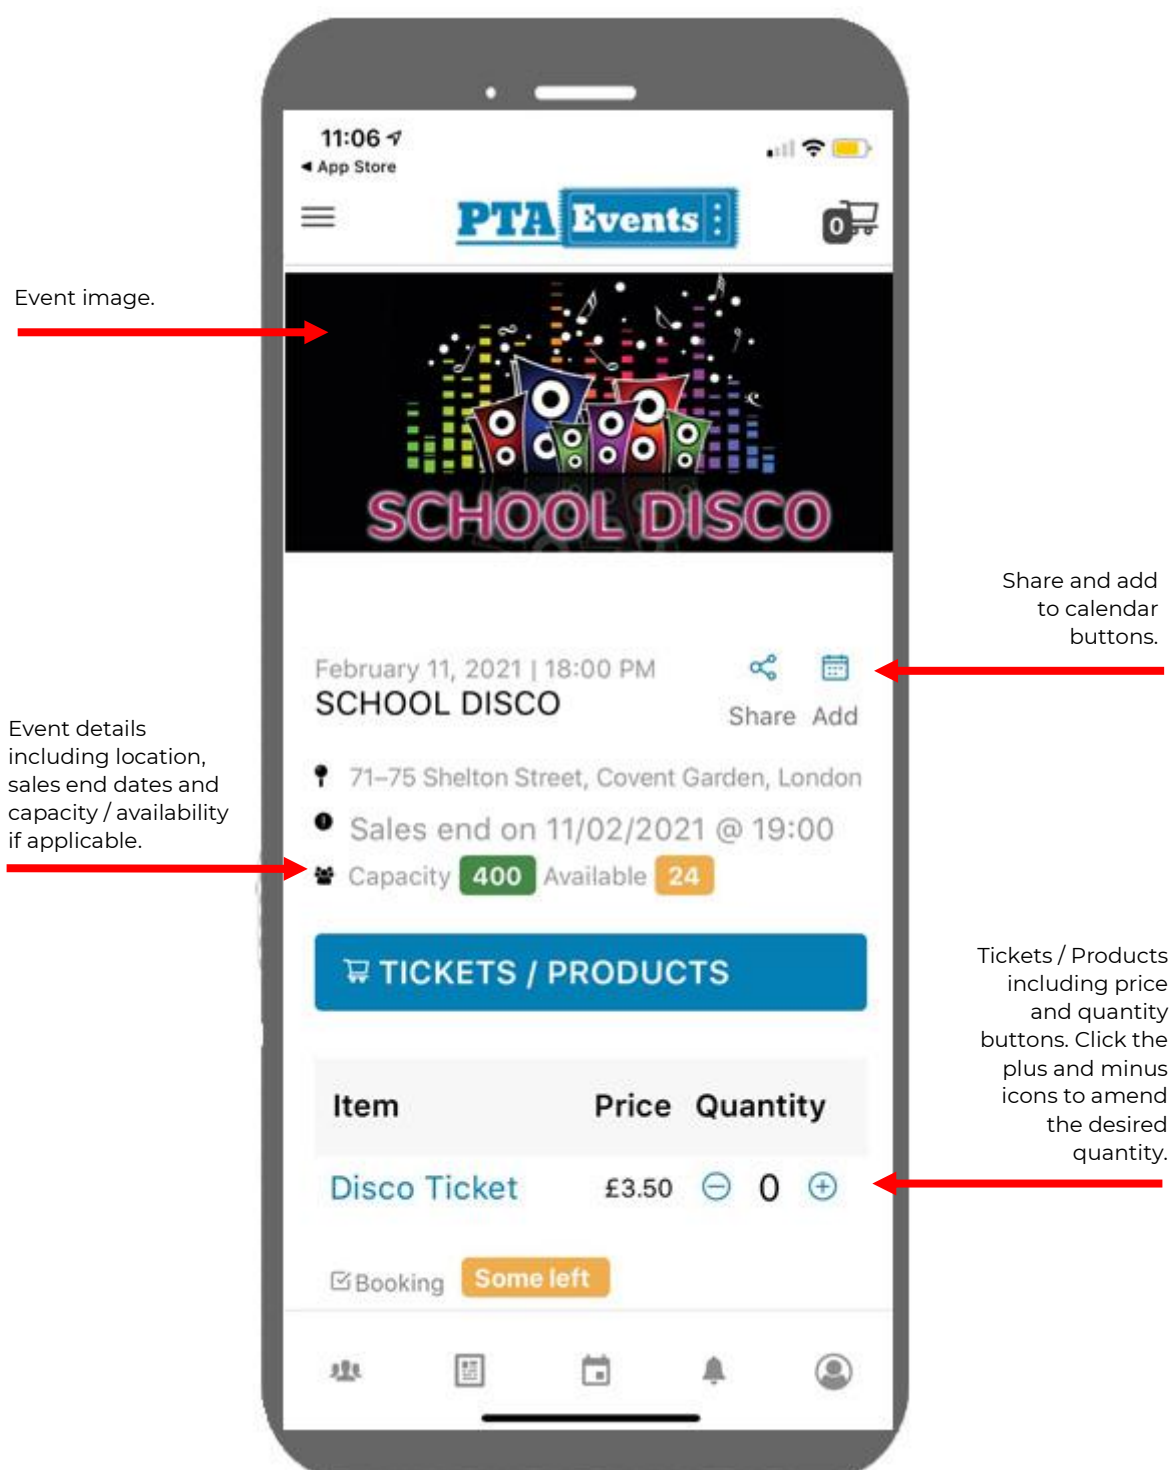 11:06
App Store
PTA Events
0
Event image.
SCHOOL DISCO
Share and add
to calendar
buttons.
February 11, 2021 | 18:00 PM
SCHOOL DISCO
Share Add
Event details
including location,
sales end dates and
capacity / availability
if applicable.
71–75 Shelton Street, Covent Garden, London
Sales end on 11/02/2021 @ 19:00
Capacity 400 Available 24
TICKETS / PRODUCTS
Tickets / Products
including price
and quantity
buttons. Click the
plus and minus
icons to amend
the desired
quantity.
Item Price Quantity
Disco Ticket £3.50 0
Booking Some left